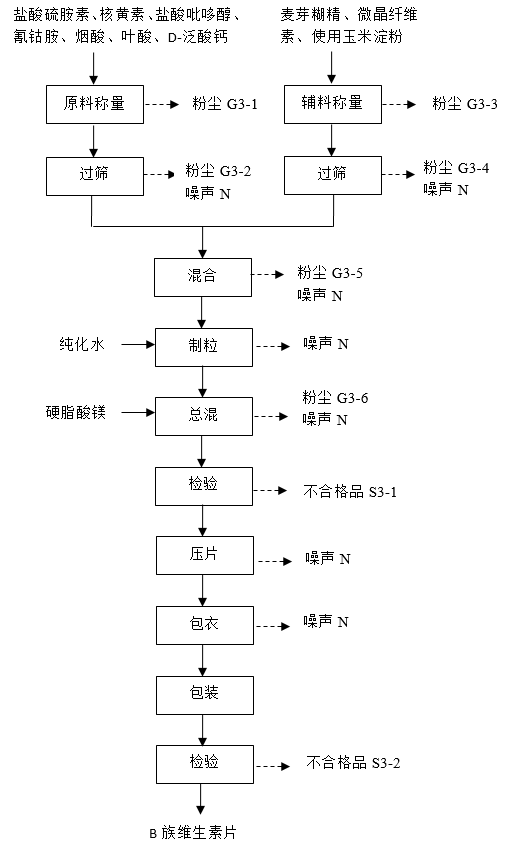 盐酸硫胺素、核黄素、盐酸吡哆醇、
氰钴胺、烟酸、叶酸、D-泛酸钙
麦芽糊精、微晶纤维
素、使用玉米淀粉
原料称量
粉尘 G3-1
辅料称量
粉尘 G3-3
过筛
粉尘 G3-2
噪声 N
过筛
粉尘 G3-4
噪声 N
混合
粉尘 G3-5
噪声 N
纯化水
制粒
噪声 N
硬脂酸镁
总混
粉尘 G3-6
噪声 N
检验
不合格品 S3-1
压片
噪声 N
包衣
噪声 N
包装
检验
不合格品 S3-2
B 族维生素片